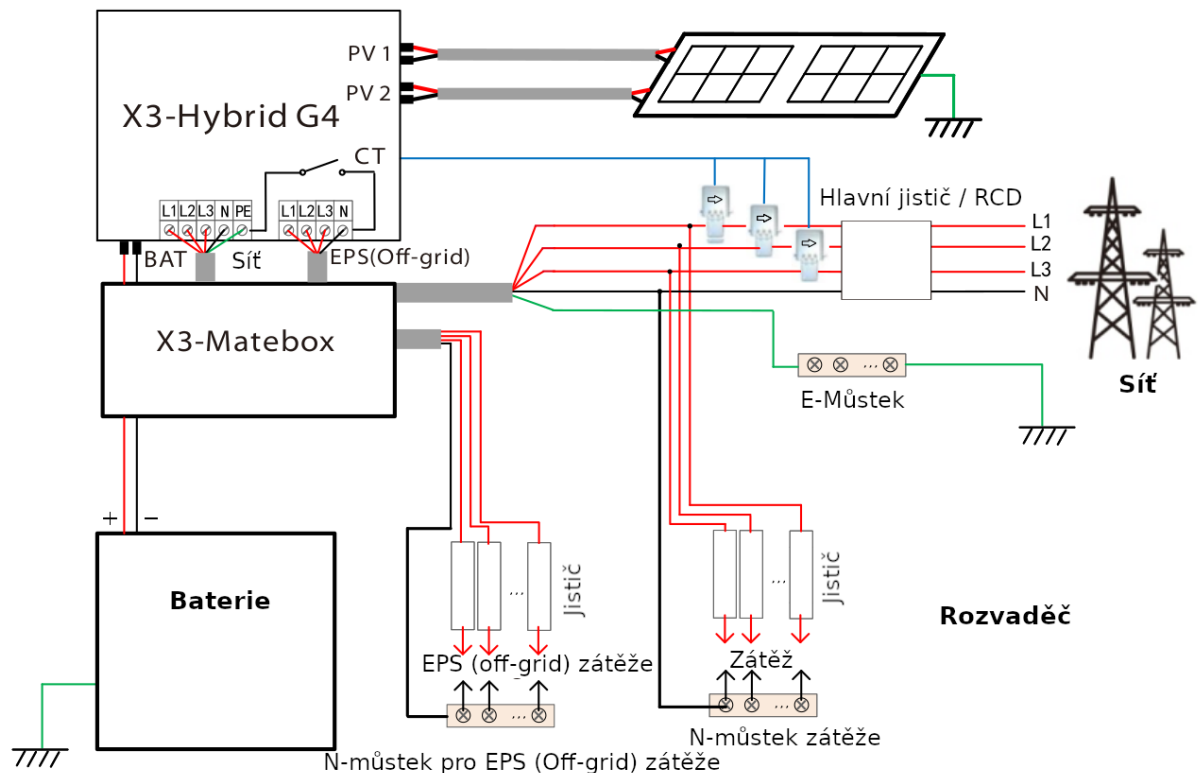 PV 1
PV 2
X3-Hybrid G4
CT
L1 L2 L3 N PE
L1 L2 L3 N
BAT
Síť
EPS(Off-grid)
Hlavní jistič / RCD
L1
L2
L3
N
X3-Matebox
Síť
...
E-Můstek
+ −
Baterie
...
Jistič
...
Jistič
Rozvaděč
EPS (off-grid) zátěže
Zátěž
...
...
N-můstek zátěže
N-můstek pro EPS (Off-grid) zátěže